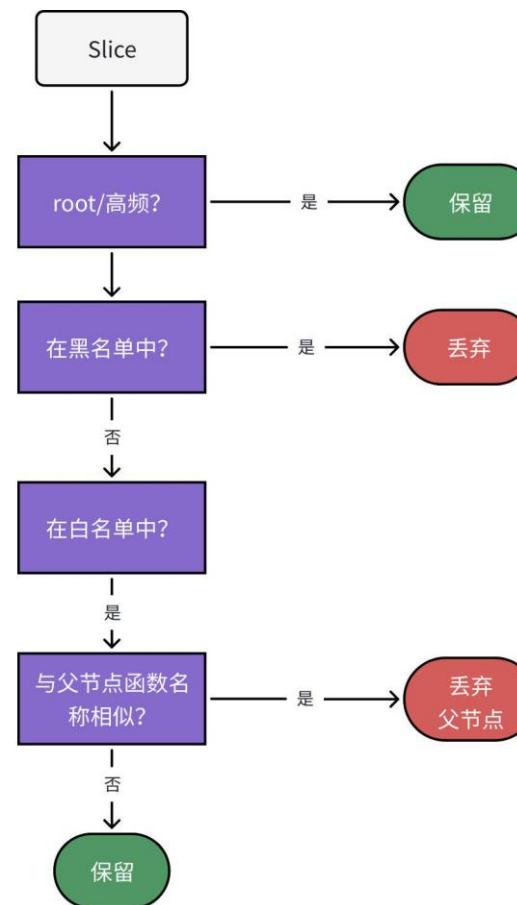 Slice
root/高频？
是
保留
在黑名单中？
是
丢弃
否
在白名单中？
是
与父节点函数名
称相似？
是
丢弃
父节点
否
保留